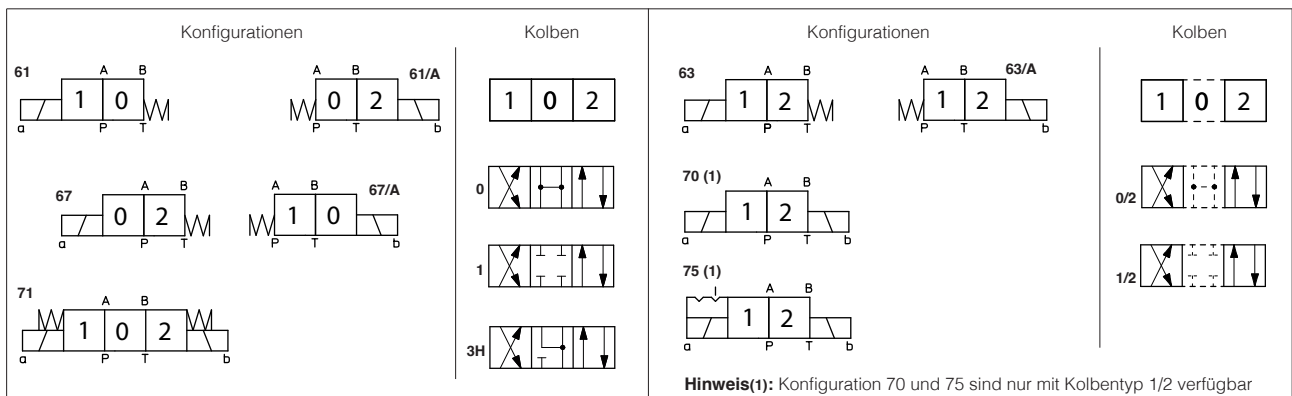 Konfigurationen
Kolben
61
A B
1 0
a P T
A B
61/A
0 2
P T b
1 0 2
67
A B
0 2
a P T
A B
67/A
1 0
P T b
0
1
71
A B
1 0 2
a P T b
3H
Konfigurationen
Kolben
63
A B
1 2
a P T
A B
63/A
1 2
P T b
1 0 2
70 (1)
A B
1 2
a P T b
0/2
75 (1)
A B
1 2
a P T b
1/2
Hinweis(1): Konfiguration 70 und 75 sind nur mit Kolbentyp 1/2 verfügbar